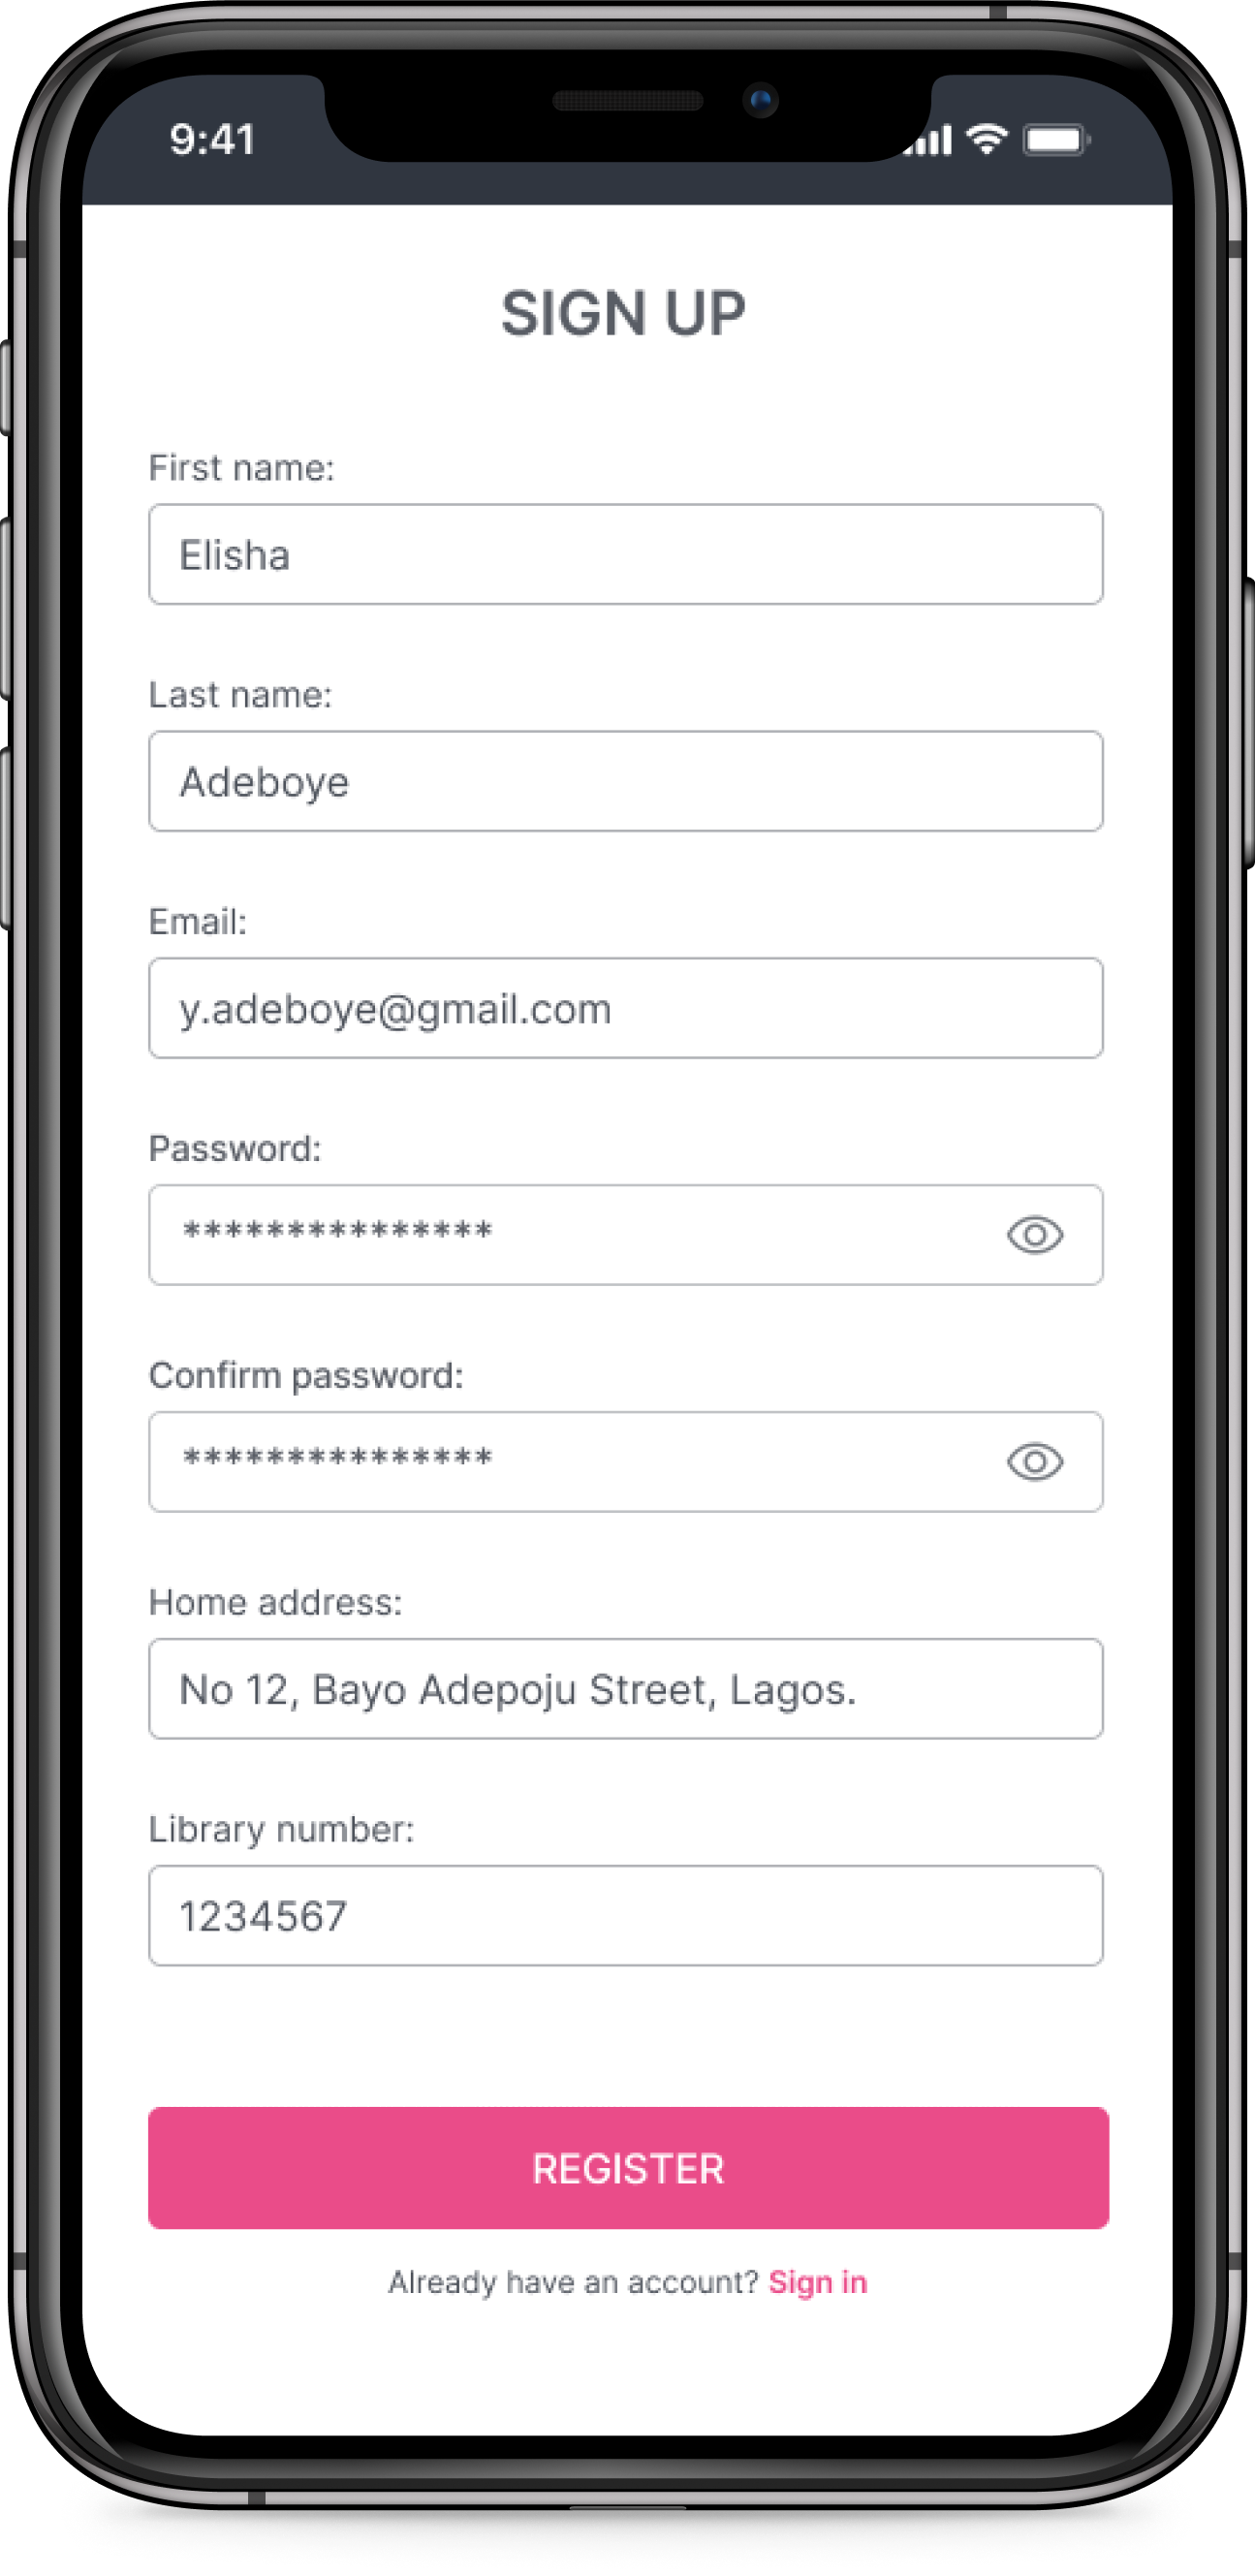 9:41
SIGN UP
First name:
Elisha
Last name:
Adeboye
Email:
y.adeboye@gmail.com
Password:
***************
Confirm password:
***************
Home address:
No 12, Bayo Adepoju Street, Lagos.
Library number:
1234567
REGISTER
Already have an account? Sign in